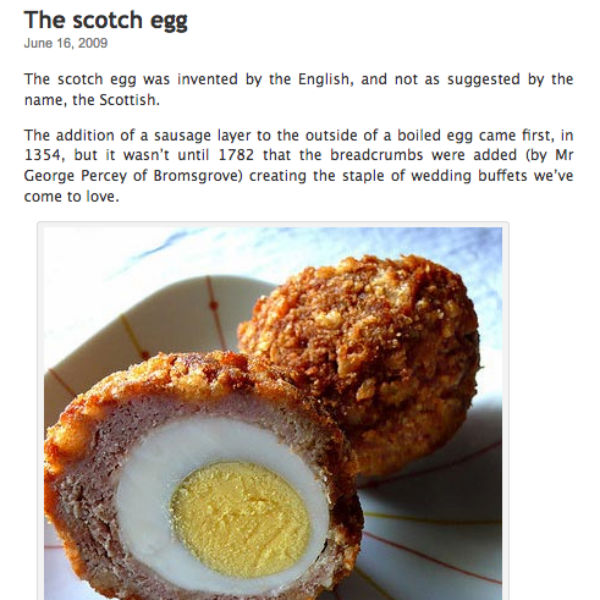 The scotch egg
June 16, 2009
The scotch egg was invented by the English, and not as suggested by the
name, the Scottish.
The addition of a sausage layer to the outside of a boiled egg came first, in
1354, but it wasn't until 1782 that the breadcrumbs were added (by Mr
George Percey of Bromsgrove) creating the staple of wedding buffets we've
come to love.